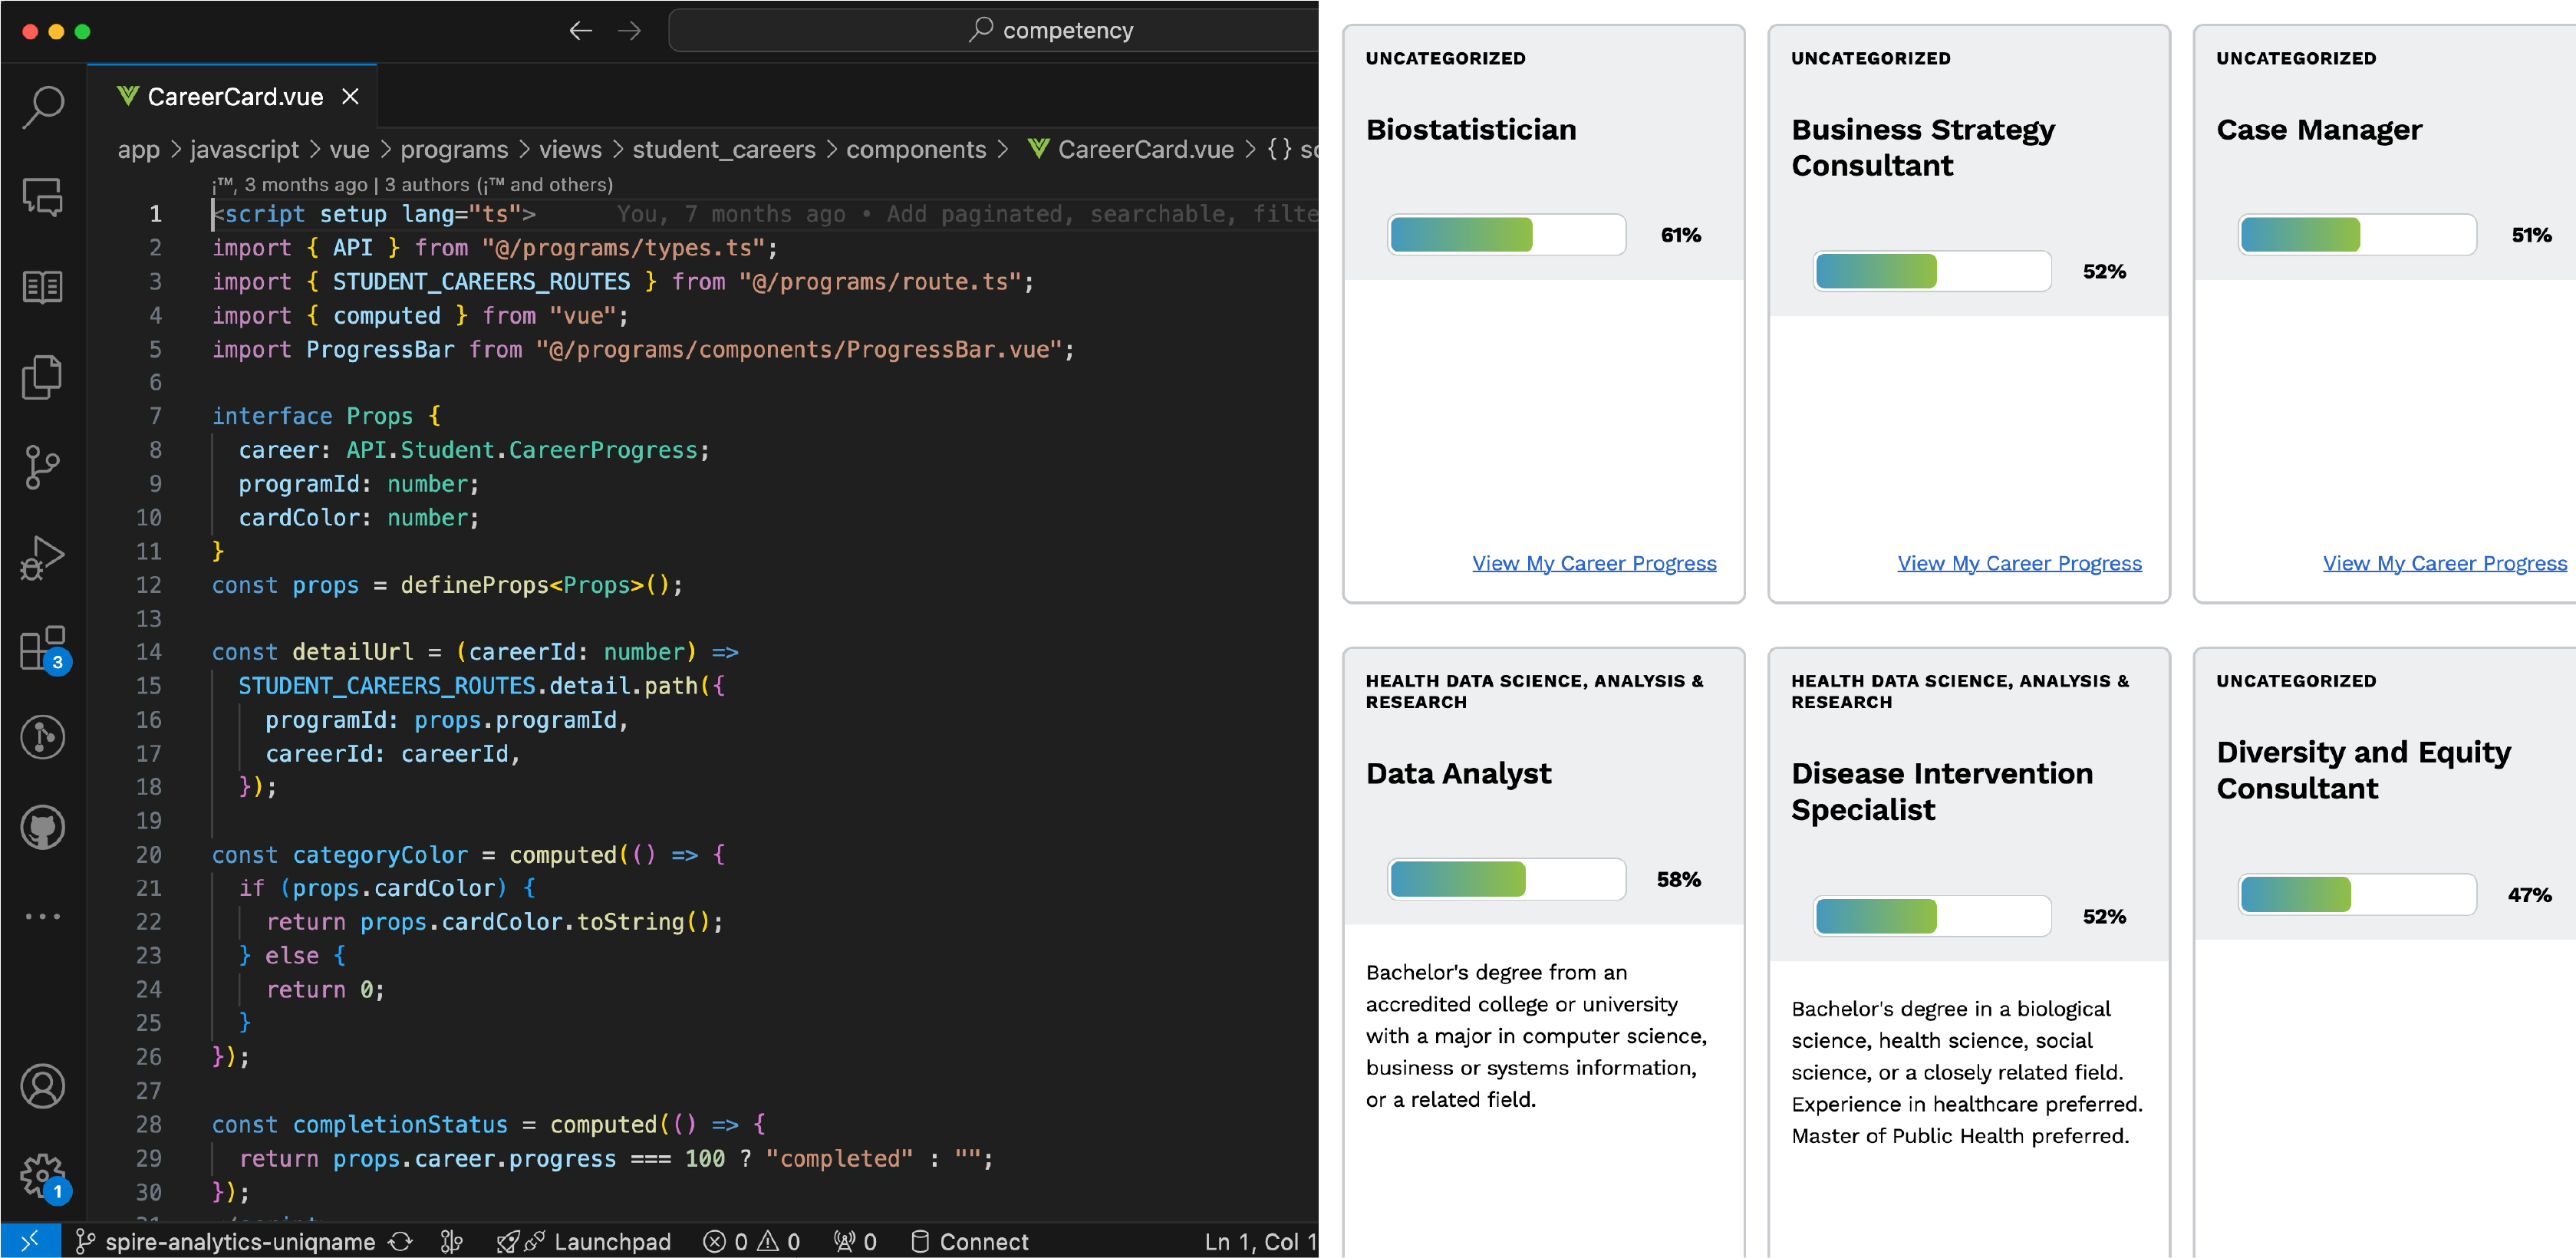 competency
CareerCard.vue
app > javascript > vue > programs > views > student_careers > components > CareerCard.vue > {}
¡™, 3 months ago | 3 authors (¡™ and others)
1 <script setup lang="ts"> You, 7 months ago • Add paginated, searchable,
2 import { API } from "@/programs/types.ts";
3 import { STUDENT_CAREERS_ROUTES } from "@/programs/route.ts";
4 import { computed } from "vue";
5 import ProgressBar from "@/programs/components/ProgressBar.vue";
6
7 interface Props {
8 career: API.Student.CareerProgress;
9 programId: number;
10 cardColor: number;
11 }
12 const props = defineProps<Props>();
13
14 const detailUrl = (careerId: number) =>
15 STUDENT_CAREERS_ROUTES.detail.path({
16 programId: props.programId,
17 careerId: careerId,
18 });
19
20 const categoryColor = computed(() => {
21 if (props.cardColor) {
22 return props.cardColor.toString();
23 } else {
24 return 0;
25 }
26 });
27
28 const completionStatus = computed(() => {
29 return props.career.progress === 100 ? "completed" : "";
30 });
3
1
spire-analytics-uniqname
Launchpad
0 0
0
Connect
Ln 1, Col 1
UNCATEGORIZED
Biostatistician
61%
View My Career Progress
UNCATEGORIZED
Business Strategy
Consultant
52%
View My Career Progress
UNCATEGORIZED
Case Manager
51%
View My Career Progress
HEALTH DATA SCIENCE, ANALYSIS &
RESEARCH
Data Analyst
58%
Bachelor's degree from an
accredited college or university
with a major in computer science,
business or systems information,
or a related field.
HEALTH DATA SCIENCE, ANALYSIS &
RESEARCH
Disease Intervention
Specialist
52%
Bachelor's degree in a biological
science, health science, social
science, or a closely related field.
Experience in healthcare preferred.
Master of Public Health preferred.
UNCATEGORIZED
Diversity and Equity
Consultant
47%